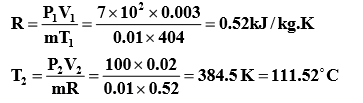 R = P₁V₁/mT₁ = 7×10²×0.003/0.01×404 = 0.52kJ/kg.K
T₂ = P₂V₂/mR = 100×0.02/0.01×0.52 = 384.5K = 111.52°C